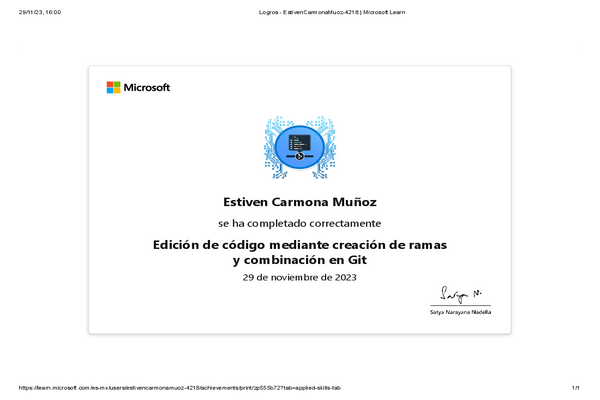 29/11/23, 16:00
Logros - EstivenCarmonaMuoz-4218 | Microsoft Learn
Microsoft
Estiven Carmona Muñoz
se ha completado correctamente
Edición de código mediante creación de ramas
y combinación en Git
29 de noviembre de 2023
Satya N.
Satya Narayana Nadella
https://learn.microsoft.com/es-mx/users/estivencarmonamuoz-4218/achievements/print/zp555b72?tab=applied-skills-tab
1/1